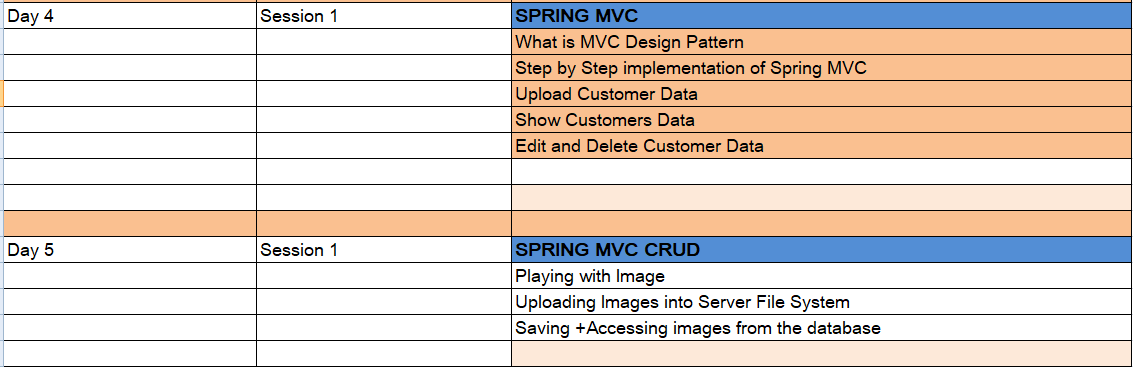 Day 4 Session 1 SPRING MVC
What is MVC Design Pattern
Step by Step implementation of Spring MVC
Upload Customer Data
Show Customers Data
Edit and Delete Customer Data
Day 5 Session 1 SPRING MVC CRUD
Playing with Image
Uploading Images into Server File System
Saving +Accessing images from the database